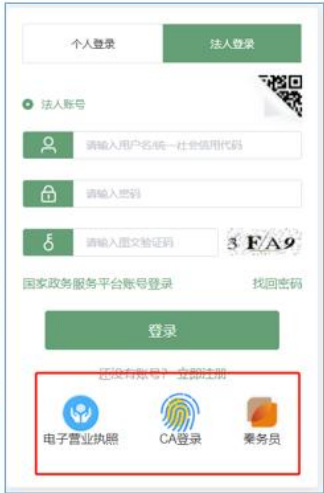 个人登录 法人登录
法人账号
请输入用户名/统一社会信用代码
请输入密码
请输入图文验证码 3 F A 9
国家政务服务平台账号登录 找回密码
登录
还没有账号? 立即注册
电子营业执照 CA登录 秦务员